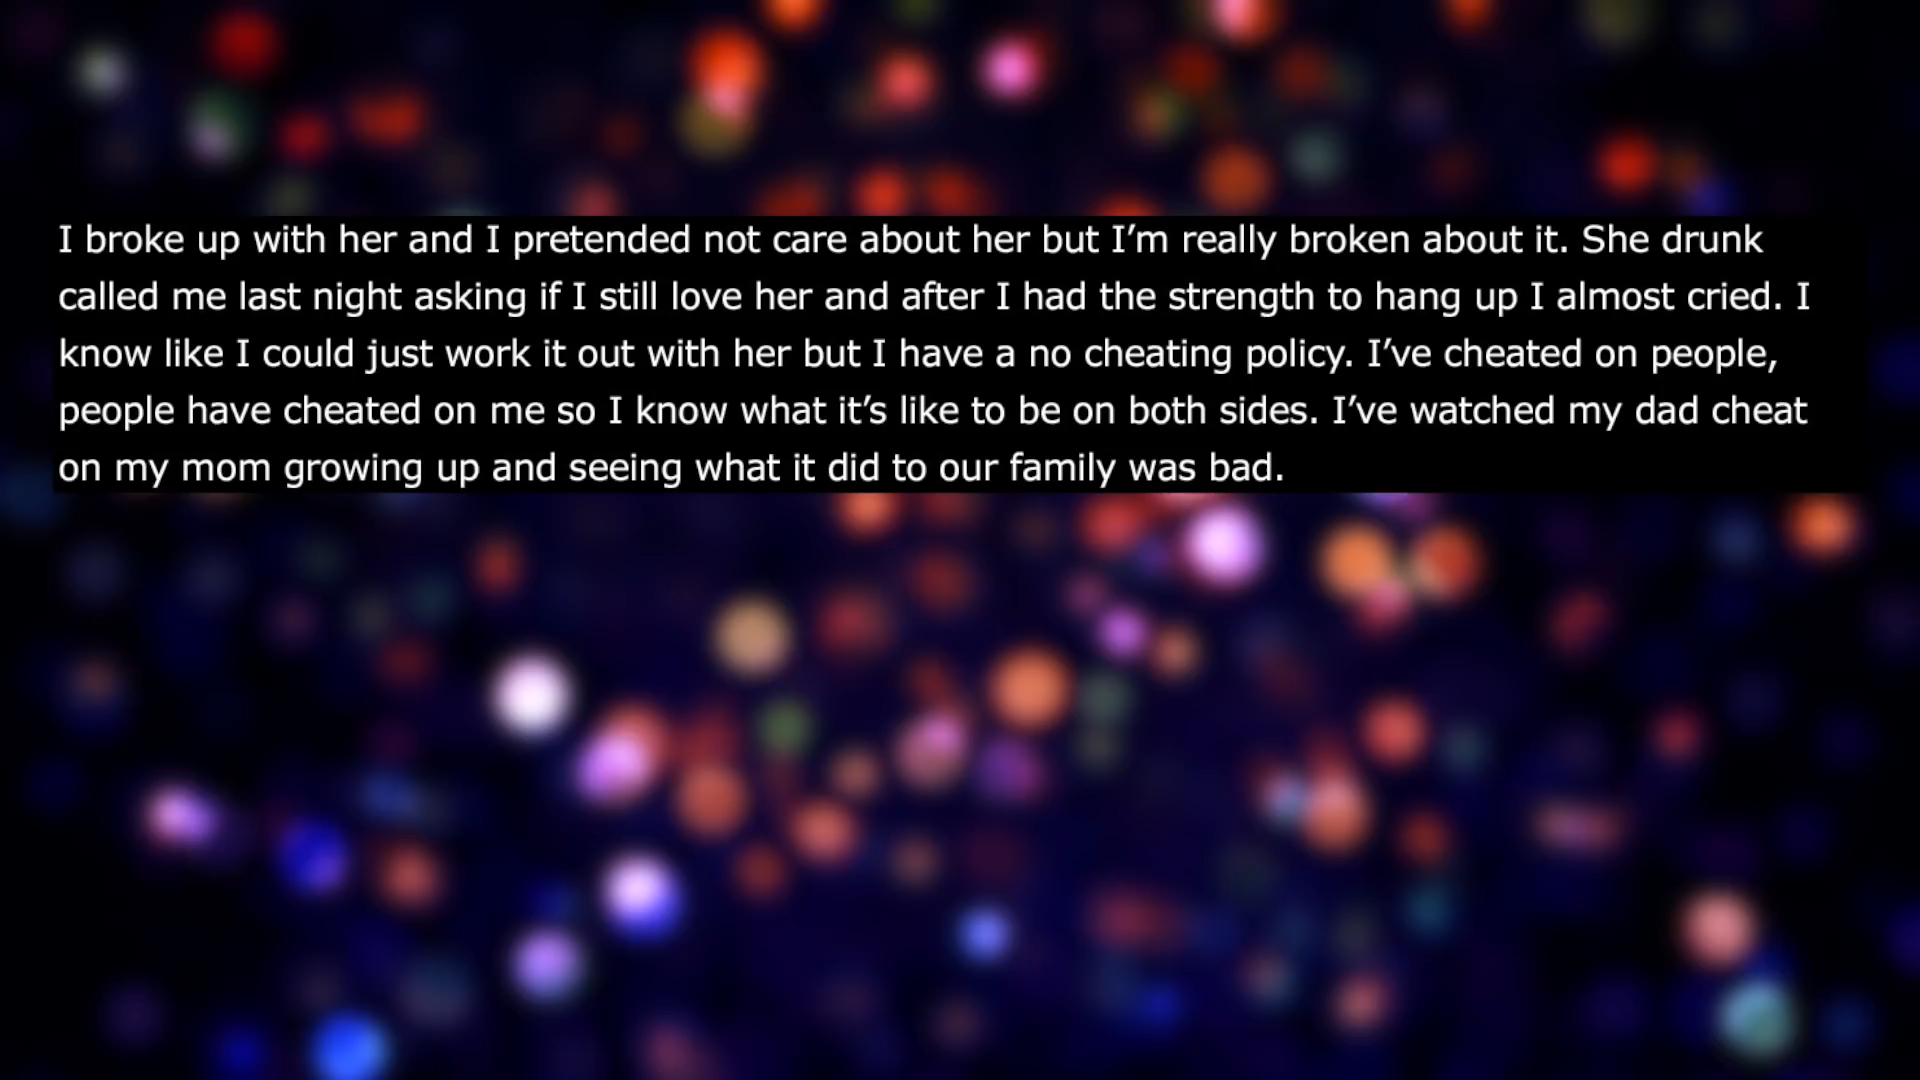 I broke up with her and I pretended not care about her but I’m really broken about it. She drunk
called me last night asking if I still love her and after I had the strength to hang up I almost cried. I
know like I could just work it out with her but I have a no cheating policy. I’ve cheated on people,
people have cheated on me so I know what it’s like to be on both sides. I’ve watched my dad cheat
on my mom growing up and seeing what it did to our family was bad.